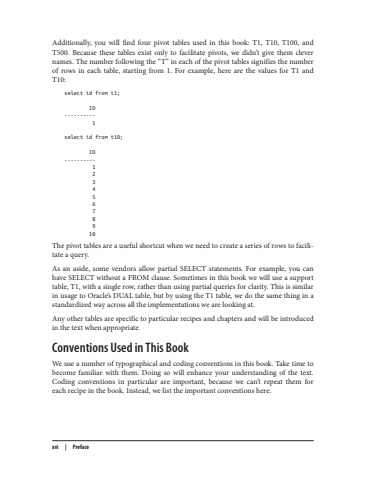 Additionally, you will find four pivot tables used in this book: T1, T10, T100, and
T500. Because these tables exist only to facilitate pivots, we didn't give them clever
names. The number following the "T" in each of the pivot tables signifies the number
of rows in each table, starting from 1. For example, here are the values for T1 and
T10:
select id from t1;
ID
----------
1
select id from t10;
ID
----------
1
2
3
4
5
6
7
8
9
10
The pivot tables are a useful shortcut when we need to create a series of rows to facili-
tate a query.
As an aside, some vendors allow partial SELECT statements. For example, you can
have SELECT without a FROM clause. Sometimes in this book we will use a support
table, T1, with a single row, rather than using partial queries for clarity. This is similar
in usage to Oracle's DUAL table, but by using the T1 table, we do the same thing in a
standardized way across all the implementations we are looking at.
Any other tables are specific to particular recipes and chapters and will be introduced
in the text when appropriate.
Conventions Used in This Book
We use a number of typographical and coding conventions in this book. Take time to
become familiar with them. Doing so will enhance your understanding of the text.
Coding conventions in particular are important, because we can't repeat them for
each recipe in the book. Instead, we list the important conventions here.
xvi | Preface